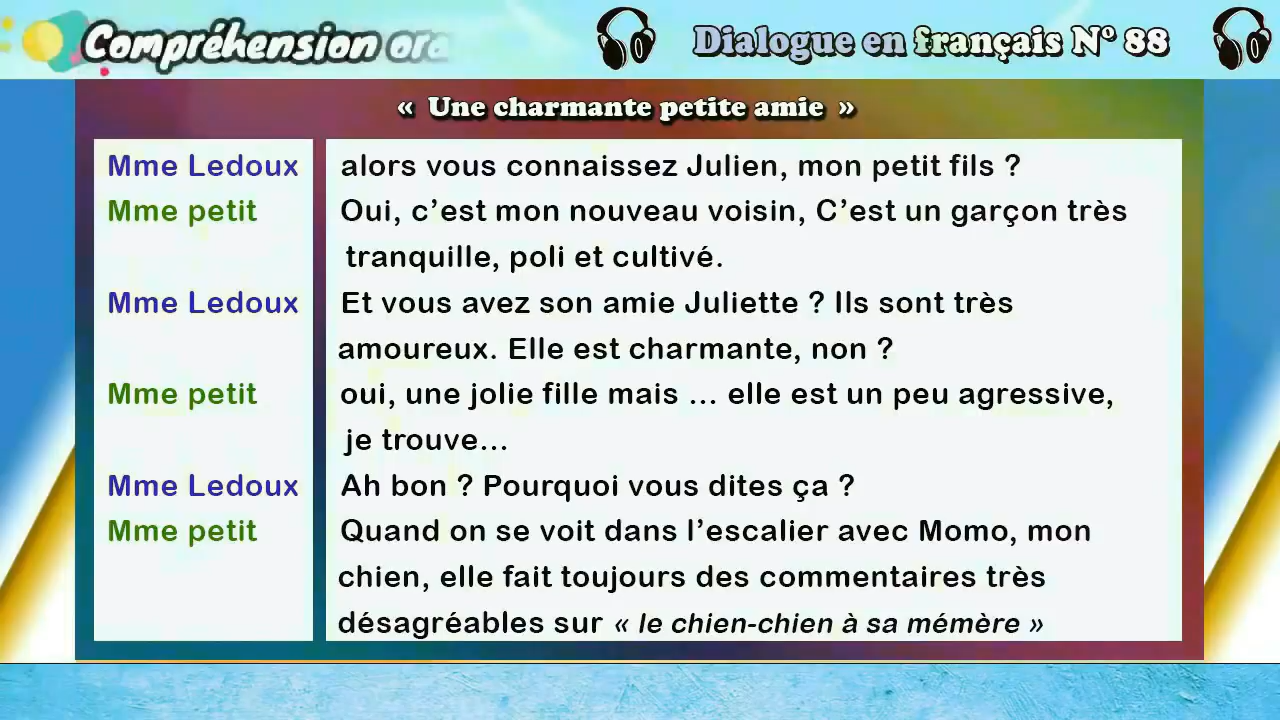 Compréhension
Dialogue en français N° 88
« Une charmante petite amie »
Mme Ledoux alors vous connaissez Julien, mon petit fils ?
Mme petit Oui, c’est mon nouveau voisin, C’est un garçon très
tranquille, poli et cultivé.
Mme Ledoux Et vous avez son amie Juliette ? Ils sont très
amoureux. Elle est charmante, non ?
Mme petit oui, une jolie fille mais ... elle est un peu agressive,
je trouve...
Mme Ledoux Ah bon ? Pourquoi vous dites ça ?
Mme petit Quand on se voit dans l’escalier avec Momo, mon
chien, elle fait toujours des commentaires très
désagréables sur « le chien-chien à sa mémère »